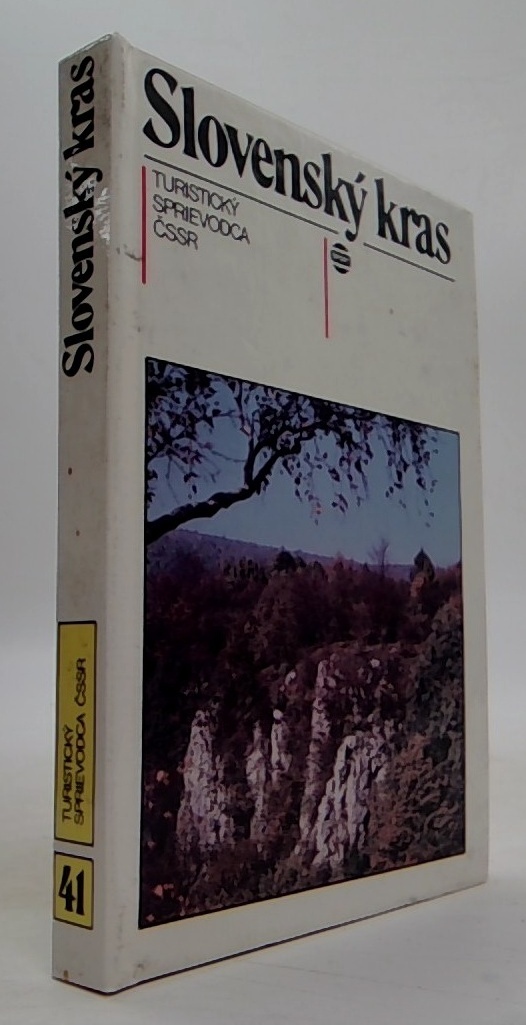 Slovenský kras
TURISTICKÝ
SPRIEVODCA
ČSSR
Slovenský kras
TURISTICKÝ
SPRIEVODCA ČSSR
41